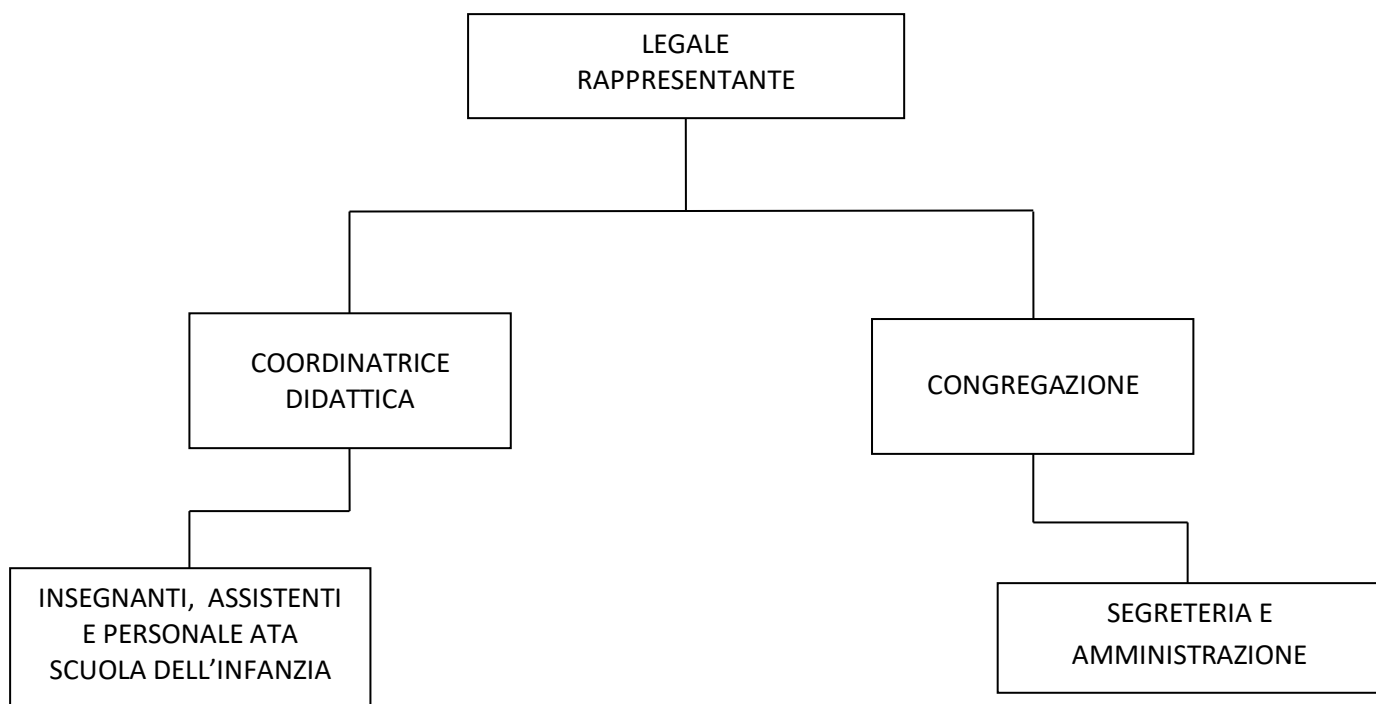 LEGALE
RAPPRESENTANTE
COORDINATRICE
DIDATTICA
CONGREGAZIONE
INSEGNANTI, ASSISTENTI
E PERSONALE ATA
SCUOLA DELL’INFANZIA
SEGRETERIA E
AMMINISTRAZIONE